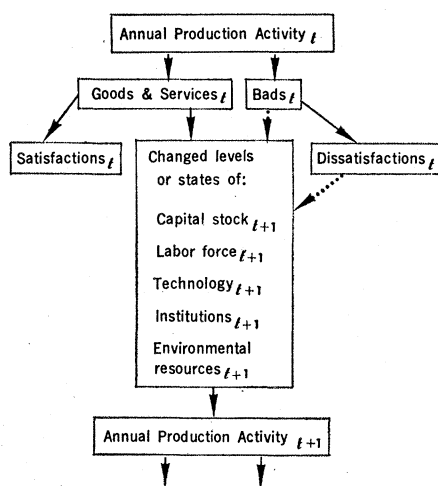 Annual Production Activity t
Goods & Services t
Bads t
Satisfactions t
Changed levels
or states of:
Dissatisfactions t
Capital stock t+1
Labor force t+1
Technology t+1
Institutions t+1
Environmental
resources t+1
Annual Production Activity t+1